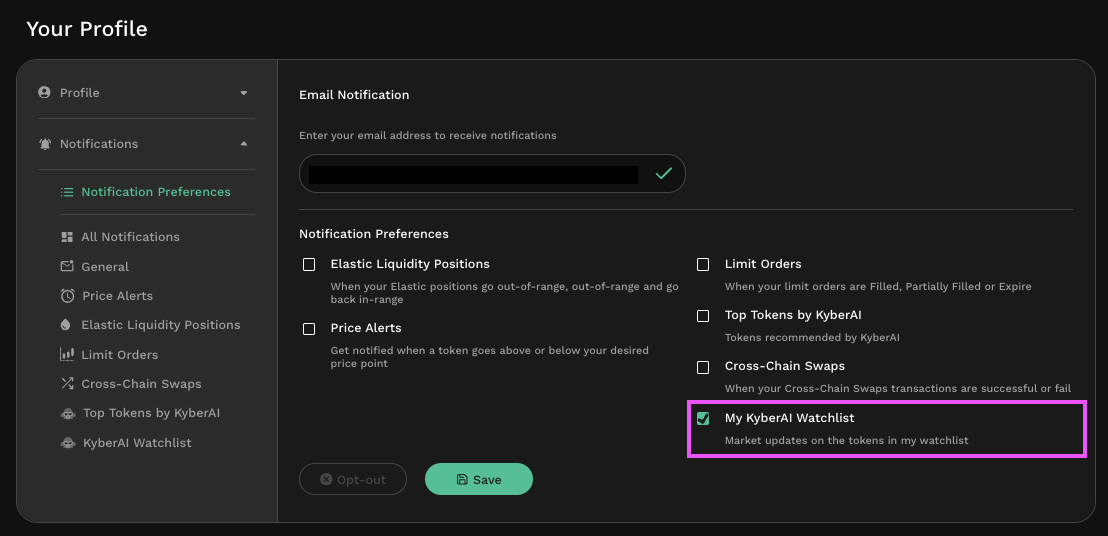 Your Profile
Profile
Notifications
Notification Preferences
All Notifications
General
Price Alerts
Elastic Liquidity Positions
Limit Orders
Cross-Chain Swaps
Top Tokens by KyberAI
KyberAI Watchlist
Email Notification
Enter your email address to receive notifications
Notification Preferences
Elastic Liquidity Positions
When your Elastic positions go out-of-range, out-of-range and go
back in-range
Price Alerts
Get notified when a token goes above or below your desired
price point
Limit Orders
When your limit orders are Filled, Partially Filled or Expire
Top Tokens by KyberAI
Tokens recommended by KyberAI
Cross-Chain Swaps
When your Cross-Chain Swaps transactions are successful or fail
My KyberAI Watchlist
Market updates on the tokens in my watchlist
Opt-out
Save